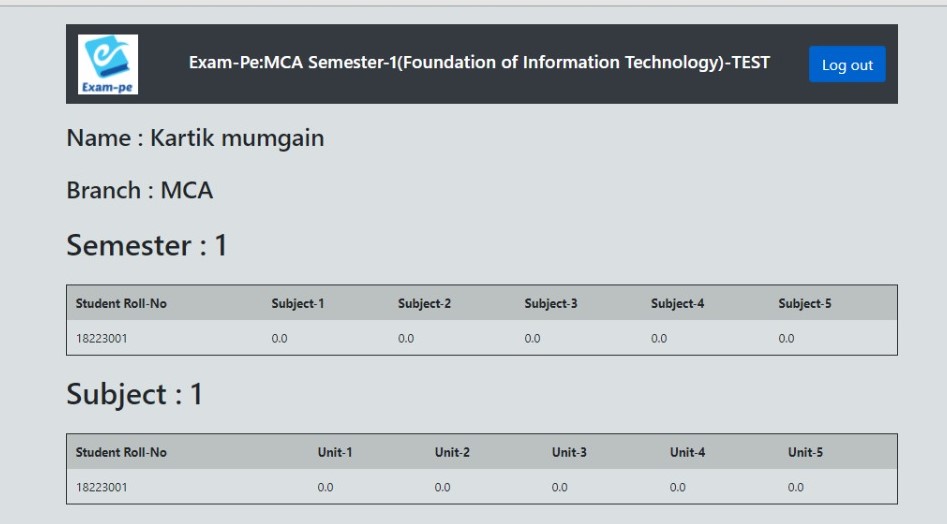 Exam-pe
Exam-Pe:MCA Semester-1(Foundation of Information Technology)-TEST
Log out
Name : Kartik mumgain
Branch : MCA
Semester : 1
Student Roll-No Subject-1 Subject-2 Subject-3 Subject-4 Subject-5
18223001 0.0 0.0 0.0 0.0 0.0
Subject : 1
Student Roll-No Unit-1 Unit-2 Unit-3 Unit-4 Unit-5
18223001 0.0 0.0 0.0 0.0 0.0